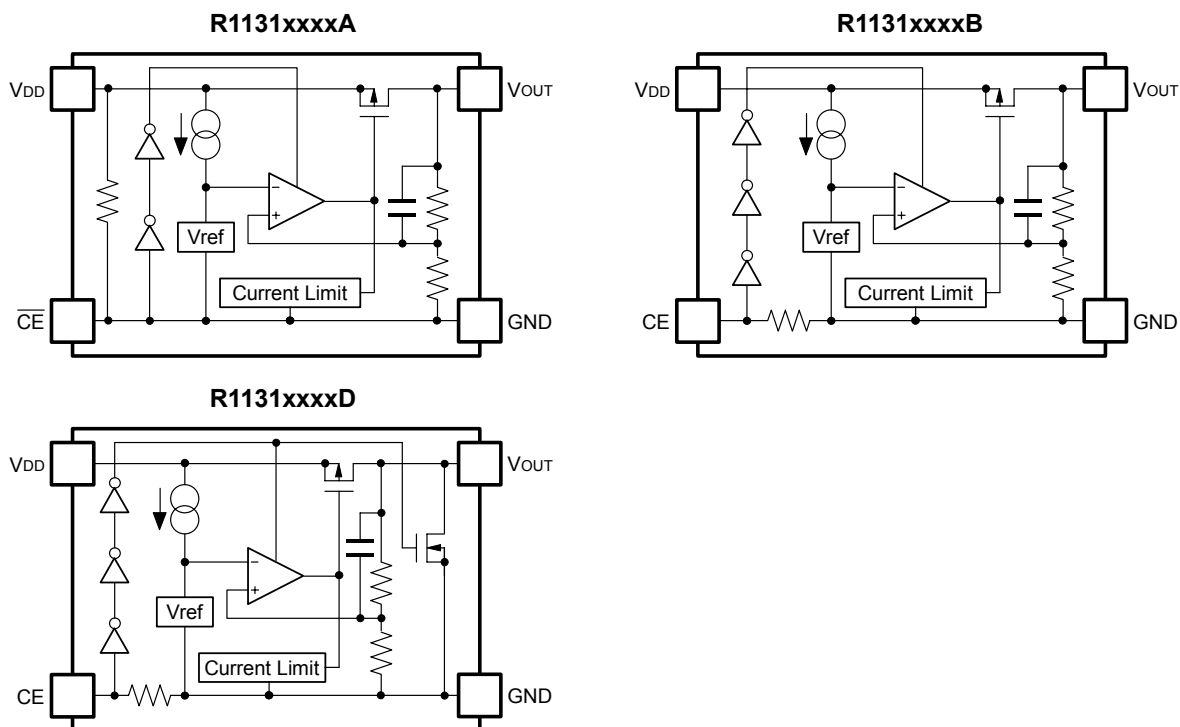 R1131xxxxA
VDD
VOUT
−
+
Vref
Current Limit
CE
GND
R1131xxxxB
VDD
VOUT
−
+
Vref
Current Limit
CE
GND
R1131xxxxD
VDD
VOUT
−
+
Vref
Current Limit
CE
GND